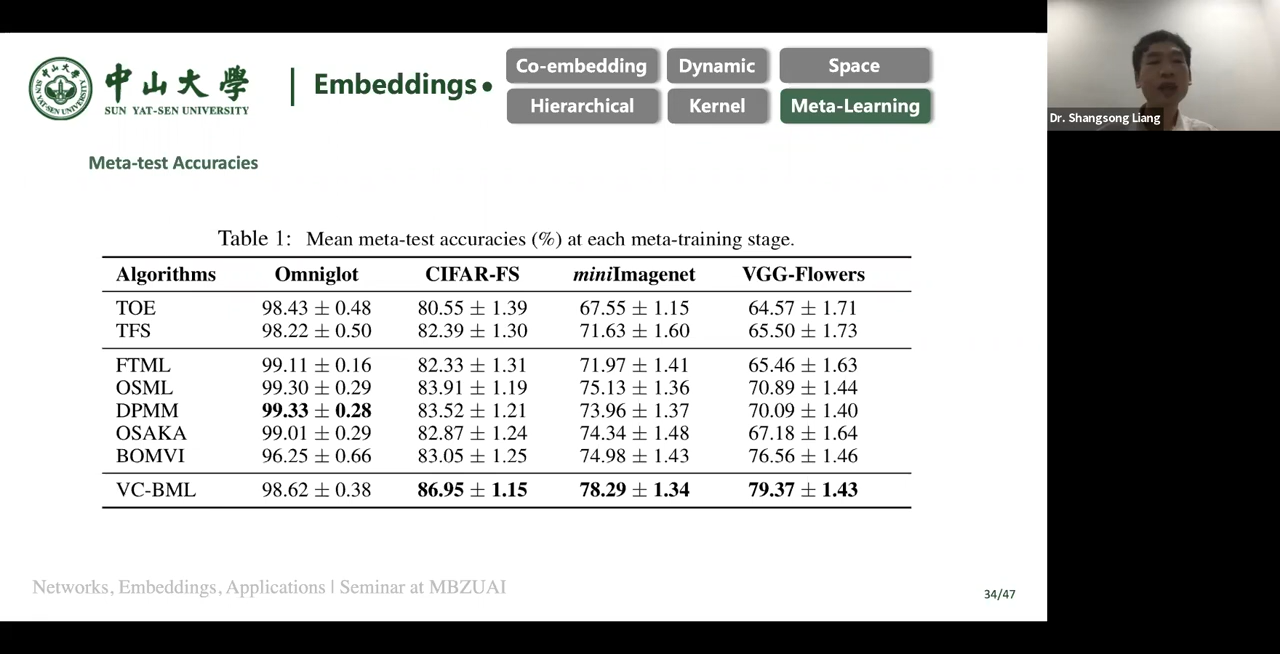 中山大學
SUN YAT-SEN UNIVERSITY
Embeddings
Co-embedding Dynamic Space
Hierarchical Kernel Meta-Learning
Dr. Shangsong Liang
Meta-test Accuracies
Table 1: Mean meta-test accuracies (%) at each meta-training stage.
Algorithms Omniglot CIFAR-FS miniImagenet VGG-Flowers
TOE 98.43 ± 0.48 80.55 ± 1.39 67.55 ± 1.15 64.57 ± 1.71
TFS 98.22 ± 0.50 82.39 ± 1.30 71.63 ± 1.60 65.50 ± 1.73
FTML 99.11 ± 0.16 82.33 ± 1.31 71.97 ± 1.41 65.46 ± 1.63
OSML 99.30 ± 0.29 83.91 ± 1.19 75.13 ± 1.36 70.89 ± 1.44
DPMM 99.33 ± 0.28 83.52 ± 1.21 73.96 ± 1.37 70.09 ± 1.40
OSAKA 99.01 ± 0.29 82.87 ± 1.24 74.34 ± 1.48 67.18 ± 1.64
BOMVI 96.25 ± 0.66 83.05 ± 1.25 74.98 ± 1.43 76.56 ± 1.46
VC-BML 98.62 ± 0.38 86.95 ± 1.15 78.29 ± 1.34 79.37 ± 1.43
Networks, Embeddings, Applications | Seminar at MBZUAI
34/47